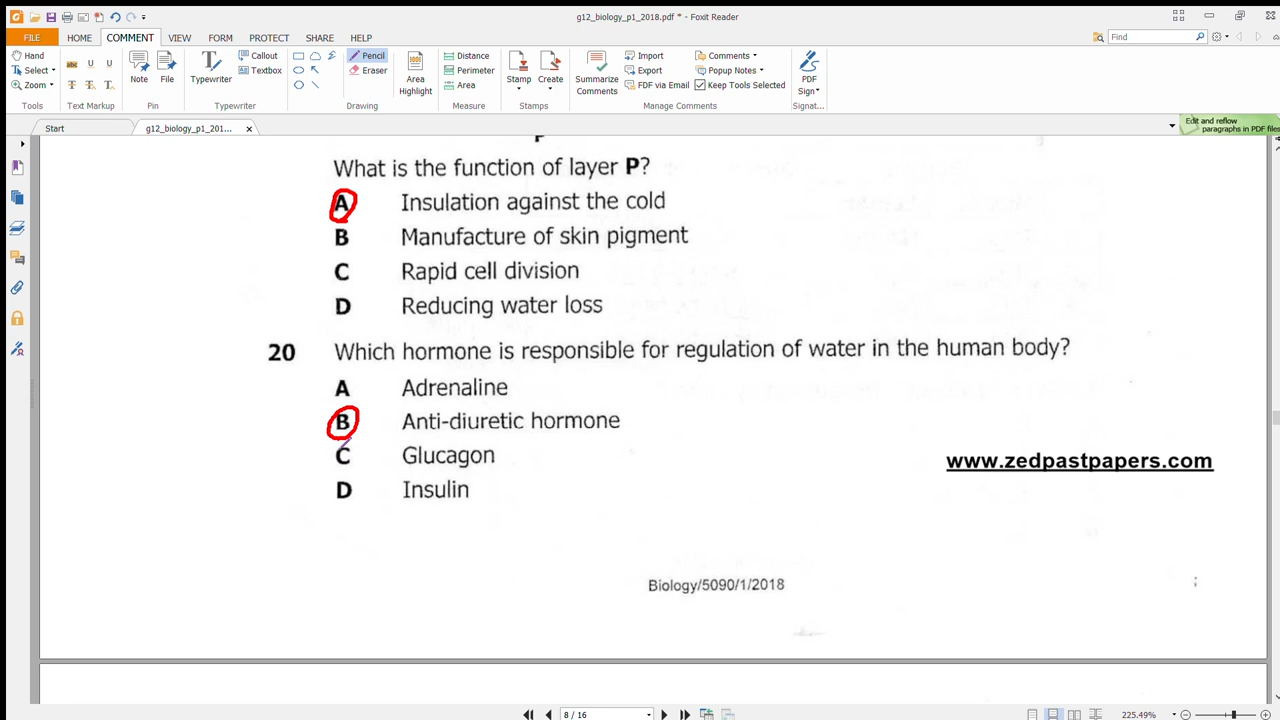 g12_biology_p1_2018.pdf * - Foxit Reader
FILE HOME COMMENT VIEW FORM PROTECT SHARE HELP Find
Hand Select Zoom Tools
abc U U T T T Text Markup
Note File Pin
Typewriter Callout Textbox Typewriter
Pencil Eraser Drawing
Area Highlight
Distance Perimeter Area Measure
Stamp Create Stamps
Summarize Comments Import Export FDF via Email Comments Popup Notes Keep Tools Selected Manage Comments
PDF Sign Signat...
Start g12_biology_p1_201... Edit and reflow paragraphs in PDF files
What is the function of layer P?
A Insulation against the cold
B Manufacture of skin pigment
C Rapid cell division
D Reducing water loss
20 Which hormone is responsible for regulation of water in the human body?
A Adrenaline
B Anti-diuretic hormone
C Glucagon
www.zedpastpapers.com
D Insulin
Biology/5090/1/2018
8 / 16 225.49%